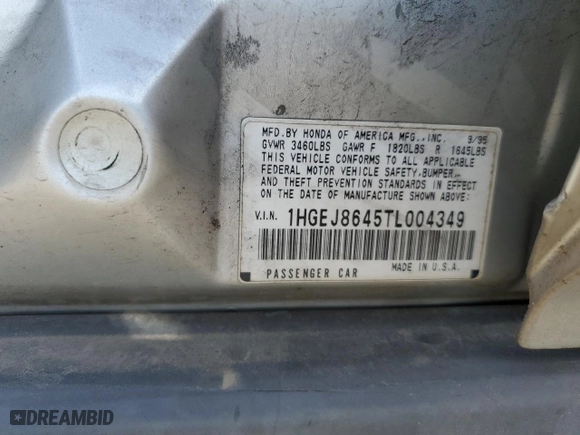 MFD.BY HONDA OF AMERICA MFG.,INC. 9/95
GVWR 3460LBS GAWR F 1820LBS R 1645LBS
THIS VEHICLE CONFORMS TO ALL APPLICABLE
FEDERAL MOTOR VEHICLE SAFETY,BUMPER,
AND THEFT PREVENTION STANDARDS IN EFFECT
ON THE DATE OF MANUFACTURE SHOWN ABOVE.
V.I.N. 1HGEJ8645TL004349
PASSENGER CAR MADE IN U.S.A.
DREAMBID